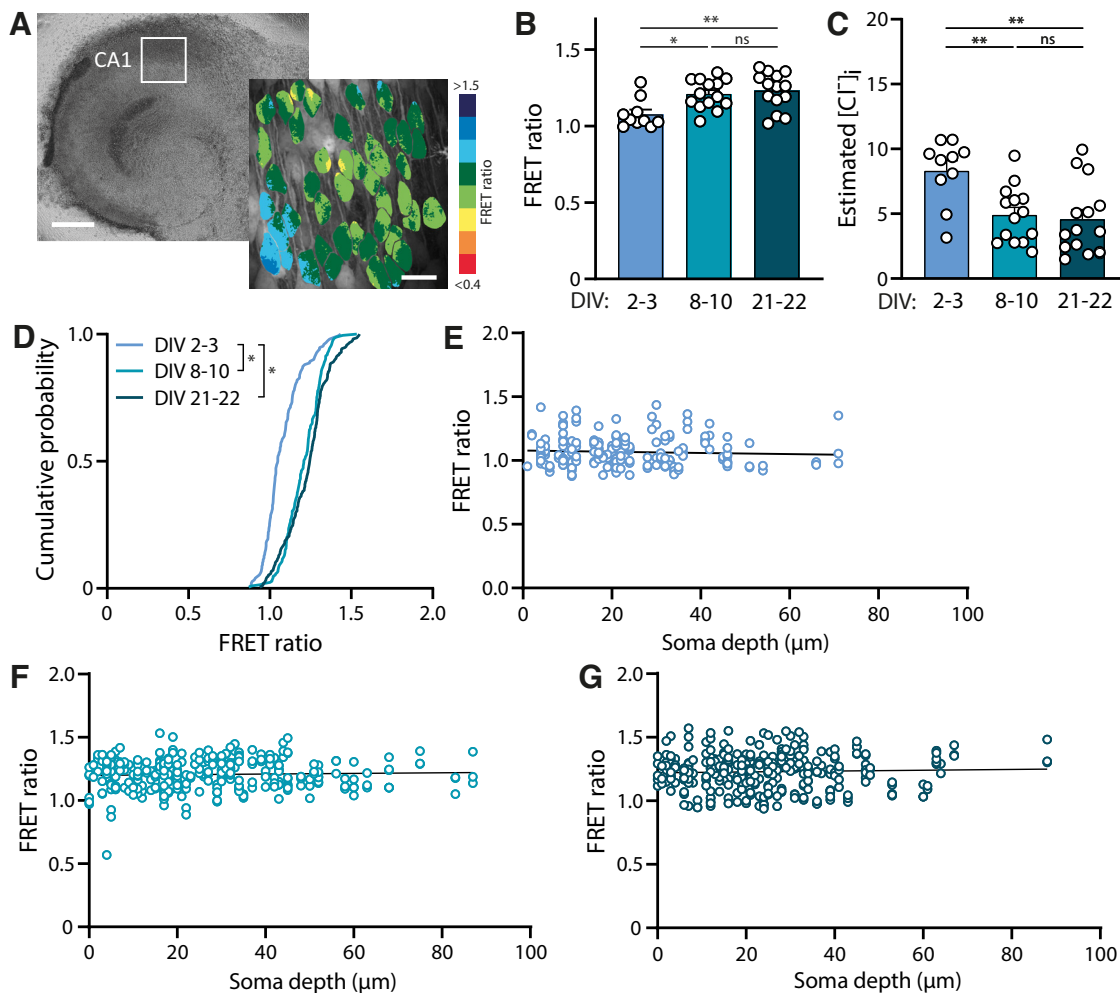 A
CA1
>1.5
FRET ratio
<0.4
B
FRET ratio
1.5
1.0
0.5
0
**
*
ns
DIV: 2-3 8-10 21-22
C
Estimated [Cl⁻]i
20
15
10
5
0
**
**
ns
DIV: 2-3 8-10 21-22
D
Cumulative probability
1.0
0.5
0
DIV 2-3
DIV 8-10
DIV 21-22
*
*
0 0.5 1.0 1.5 2.0
FRET ratio
E
FRET ratio
2.0
1.5
1.0
0.5
0.0
0 20 40 60 80 100
Soma depth (µm)
F
FRET ratio
2.0
1.5
1.0
0.5
0
0 20 40 60 80 100
Soma depth (µm)
G
FRET ratio
2.0
1.5
1.0
0.5
0
0 20 40 60 80 100
Soma depth (µm)